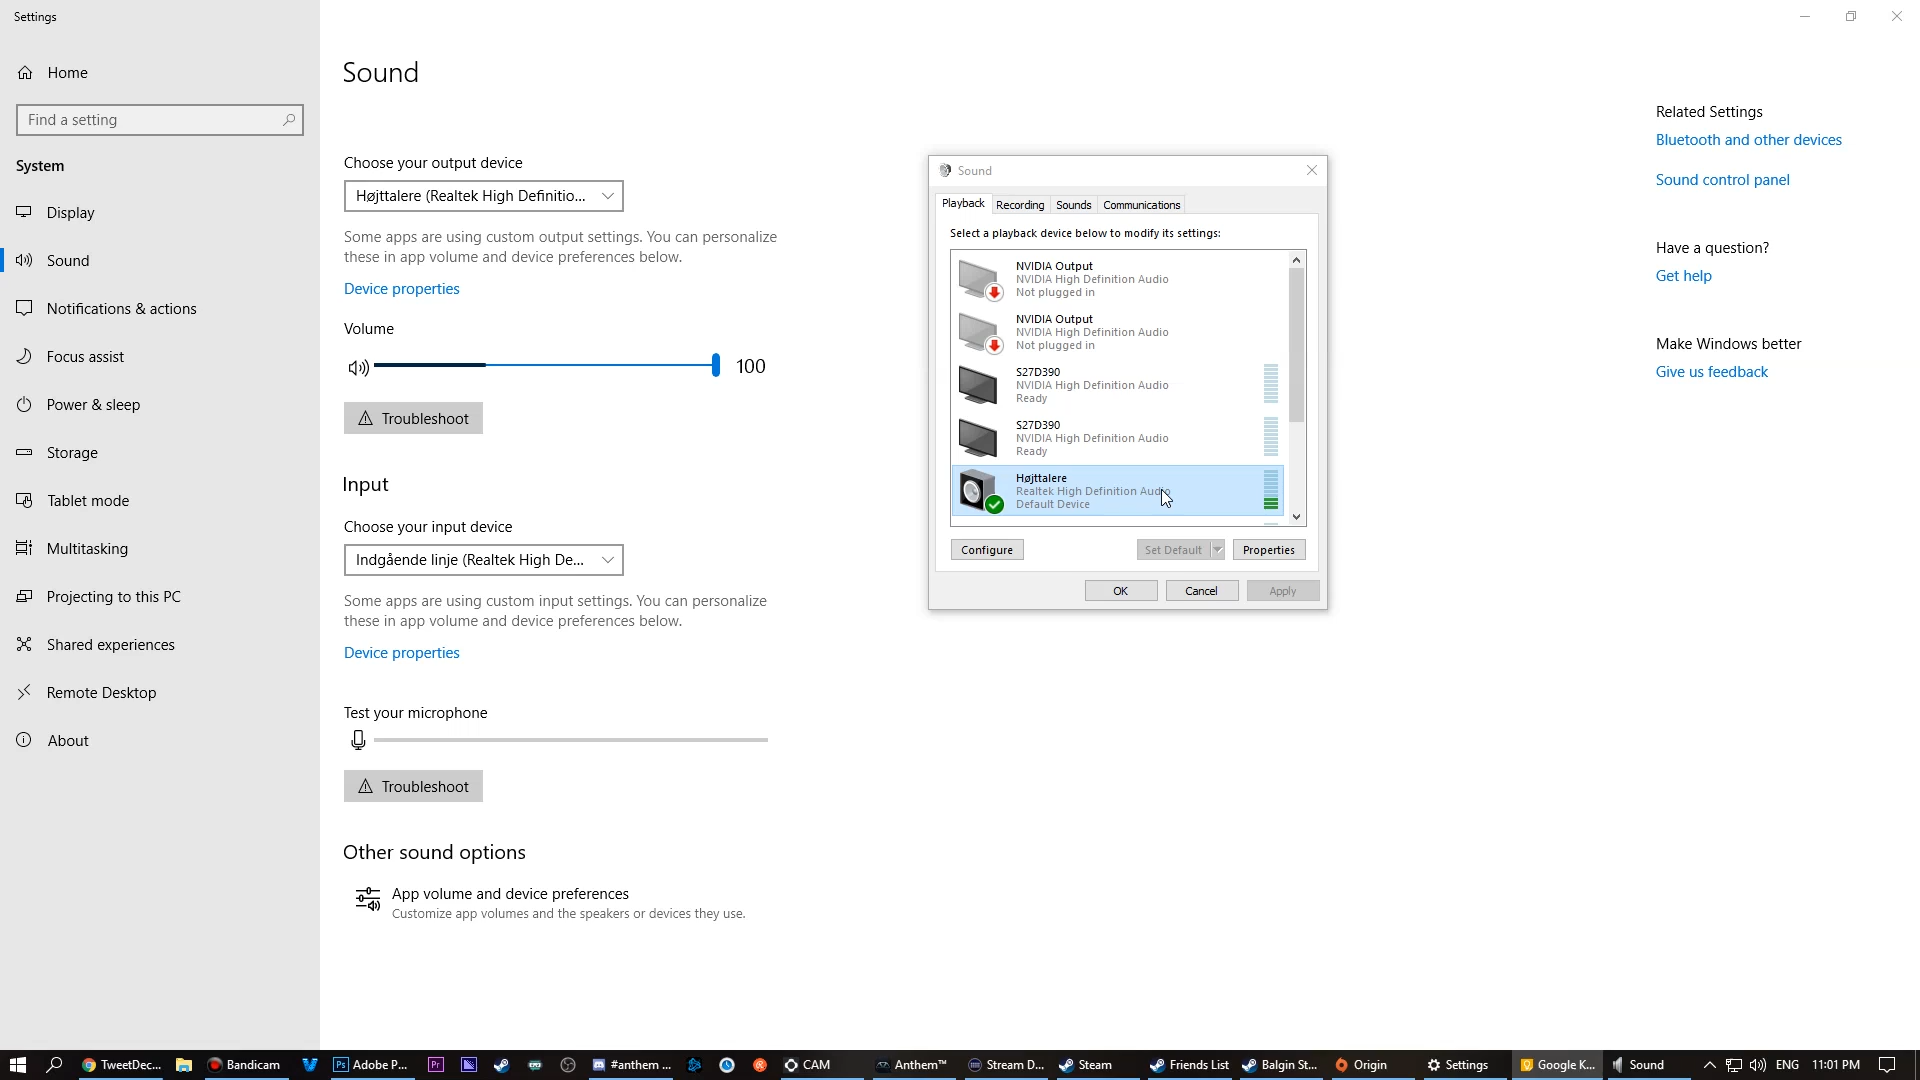 Settings
Home
Find a setting
System
Display
Sound
Notifications & actions
Focus assist
Power & sleep
Storage
Tablet mode
Multitasking
Projecting to this PC
Shared experiences
Remote Desktop
About
Sound
Choose your output device
Højttalere (Realtek High Definitio...
Some apps are using custom output settings. You can personalize
these in app volume and device preferences below.
Device properties
Volume
100
Troubleshoot
Input
Choose your input device
Indgående linje (Realtek High De...
Some apps are using custom input settings. You can personalize
these in app volume and device preferences below.
Device properties
Test your microphone
Troubleshoot
Other sound options
App volume and device preferences
Customize app volumes and the speakers or devices they use.
Sound
Playback
Recording
Sounds
Communications
Select a playback device below to modify its settings:
NVIDIA Output
NVIDIA High Definition Audio
Not plugged in
NVIDIA Output
NVIDIA High Definition Audio
Not plugged in
S27D390
NVIDIA High Definition Audio
Ready
S27D390
NVIDIA High Definition Audio
Ready
Højttalere
Realtek High Definition Audio
Default Device
Configure
Set Default
Properties
OK
Cancel
Apply
Related Settings
Bluetooth and other devices
Sound control panel
Have a question?
Get help
Make Windows better
Give us feedback
TweetDec...
Bandicam
Ps
Adobe P...
Pr
#anthem ...
CAM
Anthem™
Stream D...
Steam
Friends List
Balgin St...
Origin
Settings
Google K...
Sound
ENG
11:01 PM